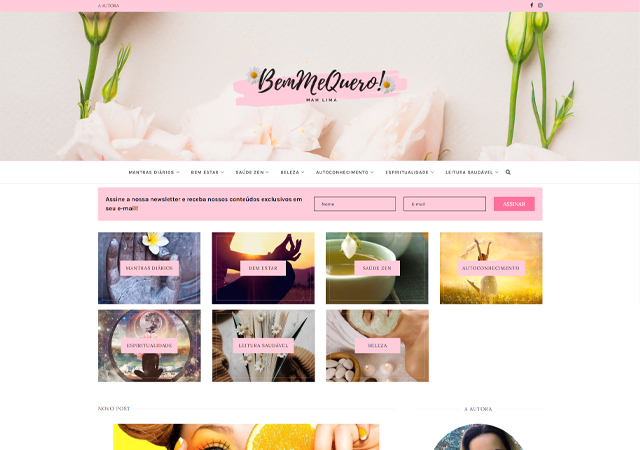 A AUTORA
BemMeQuero!
MAH LIMA
MANTRAS DIÁRIOS BEM ESTAR SAÚDE ZEN BELEZA AUTOCONHECIMENTO ESPIRITUALIDADE LEITURA SAUDÁVEL
Assine a nossa newsletter e receba nossos conteúdos exclusivos em
seu e-mail!
Nome
E-mail
ASSINAR
MANTRAS DIÁRIOS
BEM ESTAR
SAÚDE ZEN
AUTOCONHECIMENTO
ESPIRITUALIDADE
LEITURA SAUDÁVEL
BELEZA
NOVO POST
A AUTORA